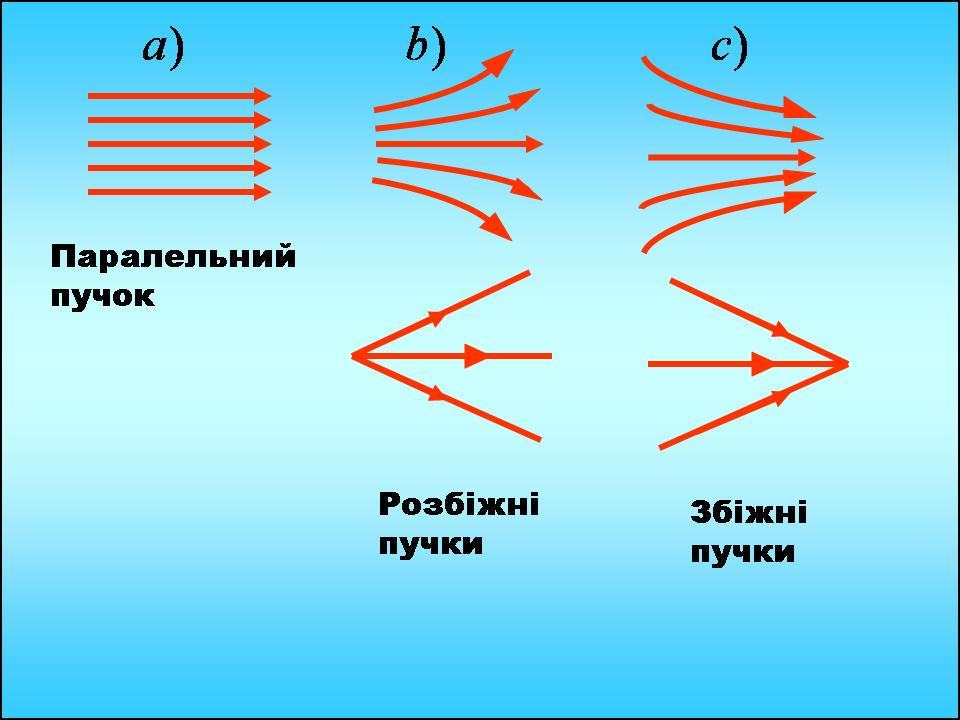 a) b) c)
Паралельний
пучок
Розбіжні
пучки
Збіжні
пучки